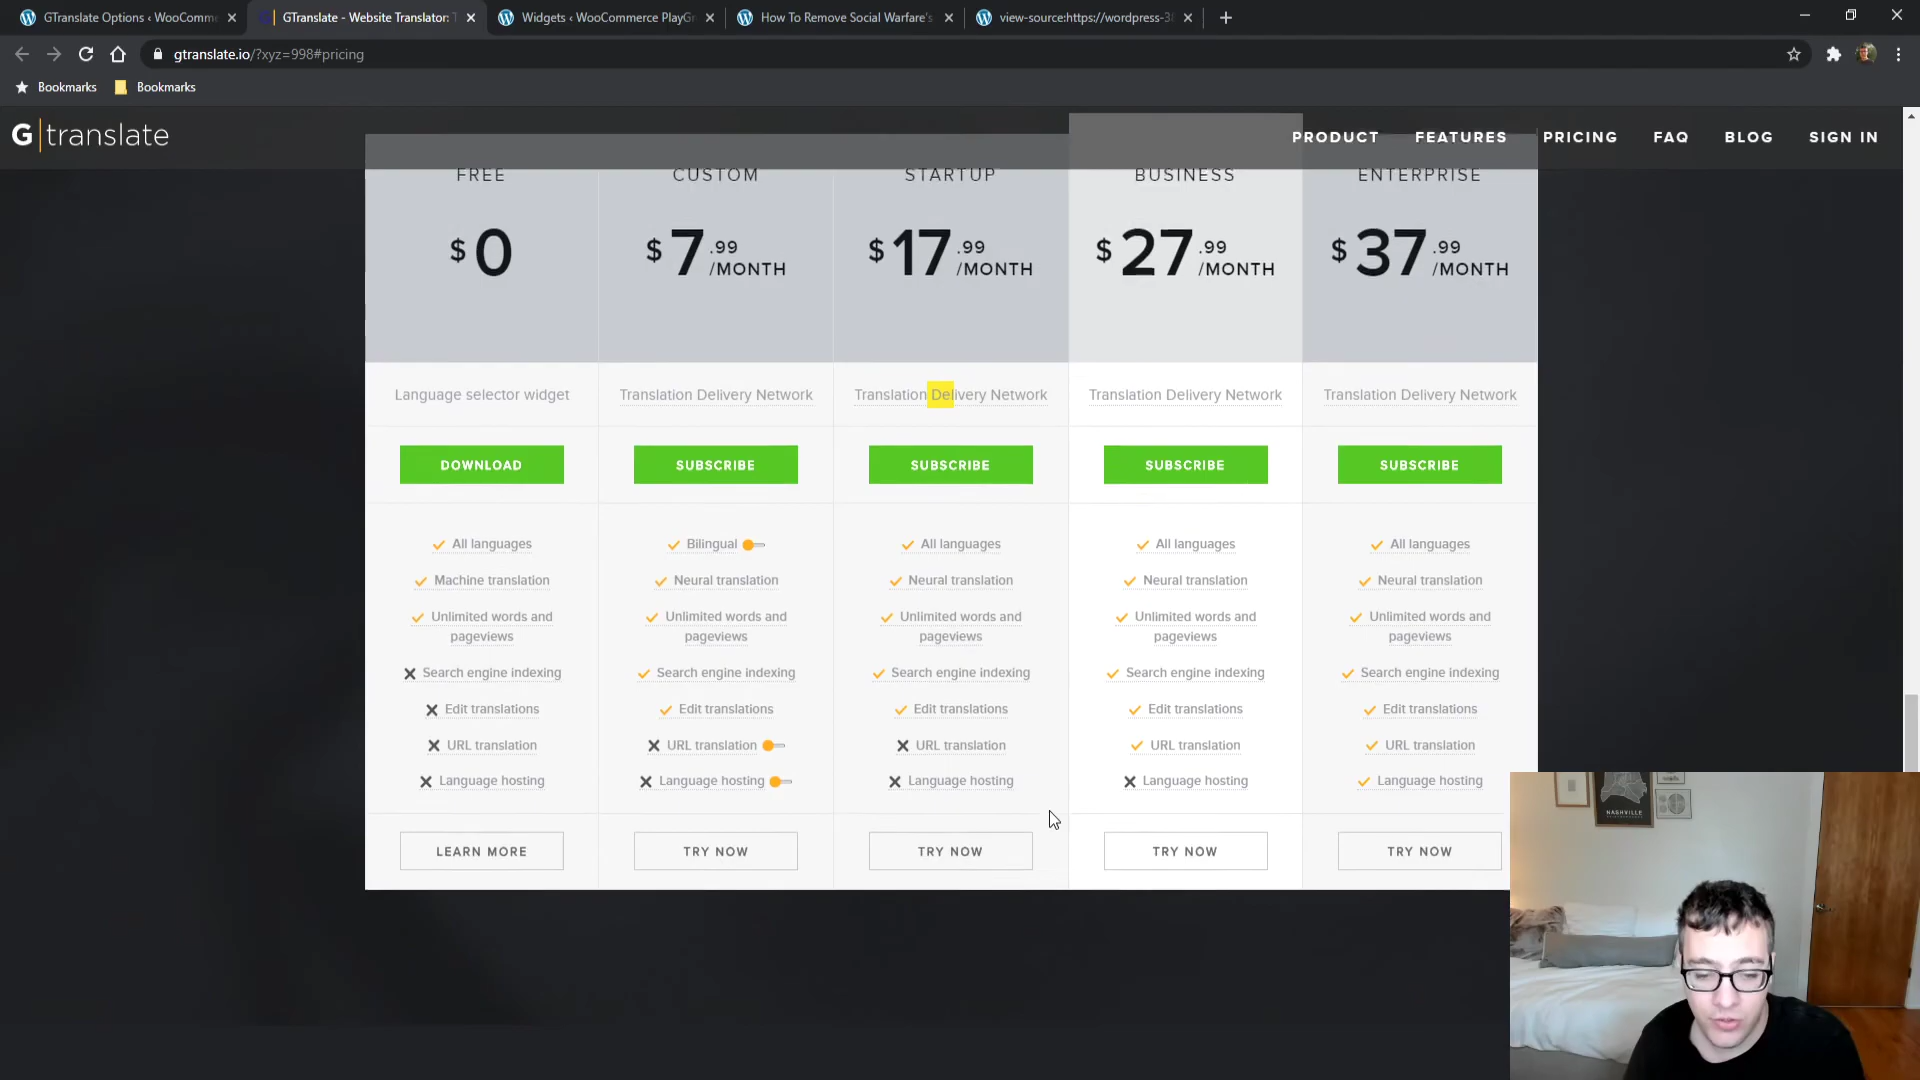 GTranslate Options ‹ WooComme
GTranslate - Website Translator: T
Widgets ‹ WooCommerce PlayGr
How To Remove Social Warfare's
view-source:https://wordpress-38
gtranslate.io/?xyz=998#pricing
Bookmarks
Bookmarks
G|translate
PRODUCT
FEATURES
PRICING
FAQ
BLOG
SIGN IN
FREE
CUSTOM
STARTUP
BUSINESS
ENTERPRISE
$0
$7.99 /MONTH
$17.99 /MONTH
$27.99 /MONTH
$37.99 /MONTH
Language selector widget
Translation Delivery Network
Translation Delivery Network
Translation Delivery Network
Translation Delivery Network
DOWNLOAD
SUBSCRIBE
SUBSCRIBE
SUBSCRIBE
SUBSCRIBE
All languages
Bilingual
All languages
All languages
All languages
Machine translation
Neural translation
Neural translation
Neural translation
Neural translation
Unlimited words and
pageviews
Unlimited words and
pageviews
Unlimited words and
pageviews
Unlimited words and
pageviews
Unlimited words and
pageviews
Search engine indexing
Search engine indexing
Search engine indexing
Search engine indexing
Search engine indexing
Edit translations
Edit translations
Edit translations
Edit translations
Edit translations
URL translation
URL translation
URL translation
URL translation
URL translation
Language hosting
Language hosting
Language hosting
Language hosting
Language hosting
LEARN MORE
TRY NOW
TRY NOW
TRY NOW
TRY NOW
NASHVILLE